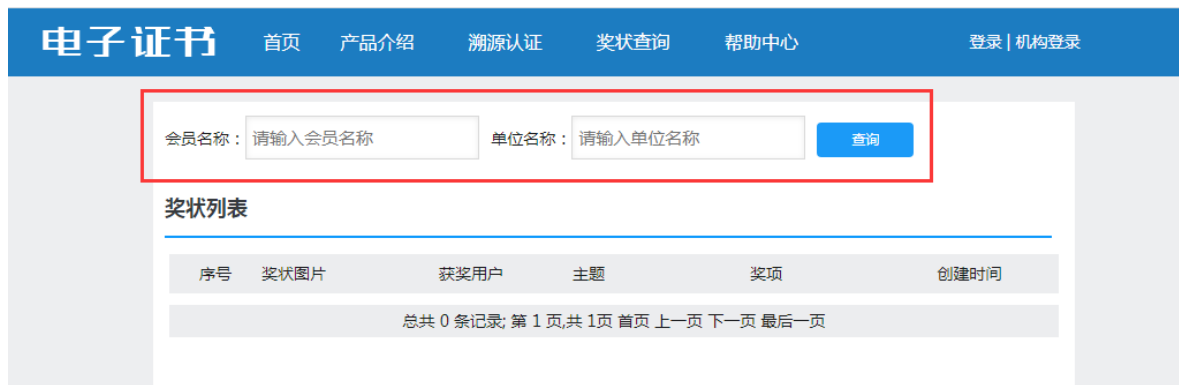 电子证书 首页 产品介绍 溯源认证 奖状查询 帮助中心 登录 | 机构登录
会员名称：请输入会员名称 单位名称：请输入单位名称 查询
奖状列表
序号 奖状图片 获奖用户 主题 奖项 创建时间
总共 0 条记录; 第 1 页,共 1页 首页 上一页 下一页 最后一页